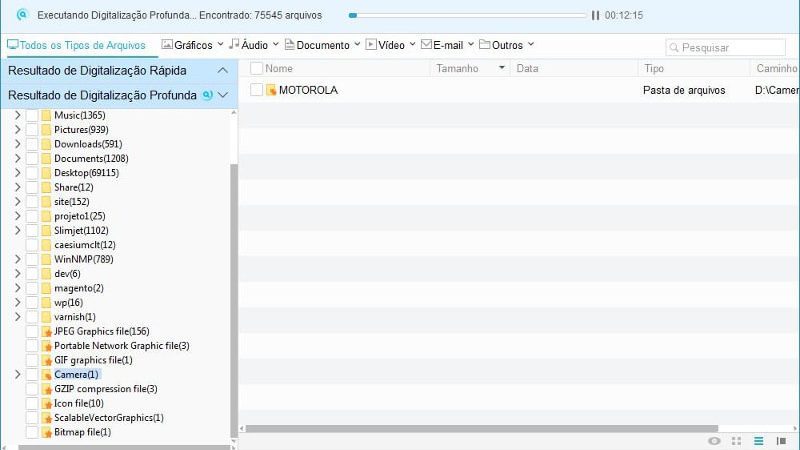 Executando Digitalização Profunda... Encontrado: 75545 arquivos 00:12:15
Todos os Tipos de Arquivos Gráficos Áudio Documento Vídeo E-mail Outros Pesquisar
Resultado de Digitalização Rápida
Resultado de Digitalização Profunda
Nome Tamanho Data Tipo Caminho
MOTOROLA Pasta de arquivos D:\Camer
Music(1365)
Pictures(939)
Downloads(591)
Documents(1208)
Desktop(69115)
Share(12)
site(152)
projeto1(25)
Slimjet(1102)
caesiumclt(12)
WinNMP(789)
dev(6)
magento(2)
wp(16)
varnish(1)
JPEG Graphics file(156)
Portable Network Graphic file(3)
GIF graphics file(1)
Camera(1)
GZIP compression file(3)
Icon file(10)
ScalableVectorGraphics(1)
Bitmap file(1)